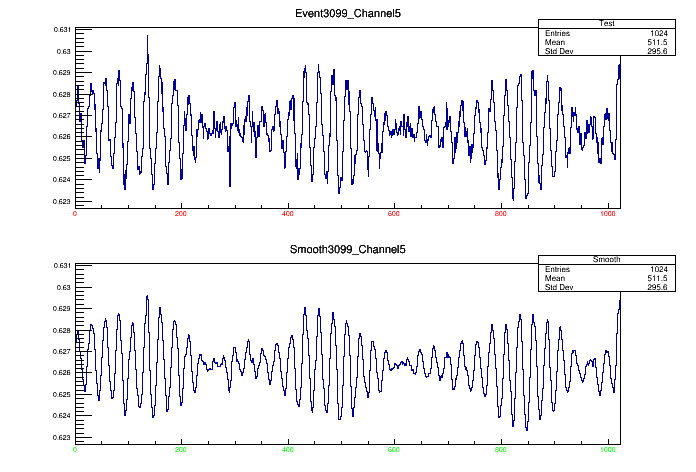 Event3099_Channel5
Test
Entries 1024
Mean 511.5
Std Dev 295.6
0.631
0.63
0.629
0.628
0.627
0.626
0.625
0.624
0.623
0 200 400 600 800 1000
Smooth3099_Channel5
Smooth
Entries 1024
Mean 511.5
Std Dev 295.6
0.631
0.63
0.629
0.628
0.627
0.626
0.625
0.624
0.623
0 200 400 600 800 1000